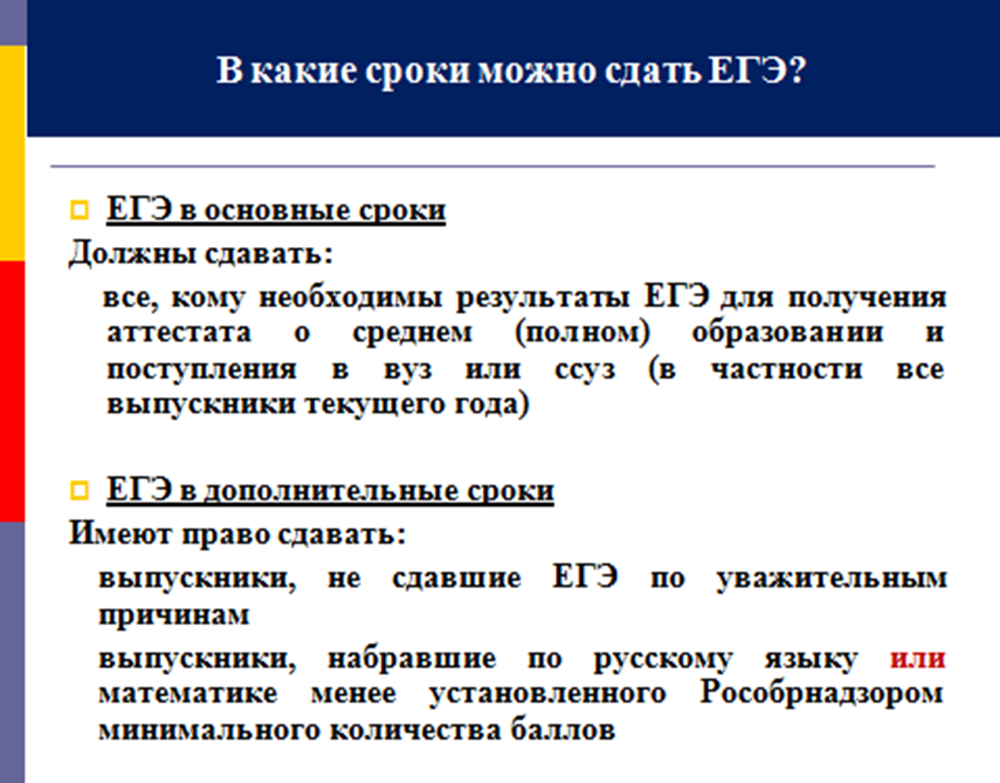 В какие сроки можно сдать ЕГЭ?
ЕГЭ в основные сроки
Должны сдавать:
все, кому необходимы результаты ЕГЭ для получения
аттестата о среднем (полном) образовании и
поступления в вуз или ссуз (в частности все
выпускники текущего года)
ЕГЭ в дополнительные сроки
Имеют право сдавать:
выпускники, не сдавшие ЕГЭ по уважительным
причинам
выпускники, набравшие по русскому языку или
математике менее установленного Рособрнадзором
минимального количества баллов